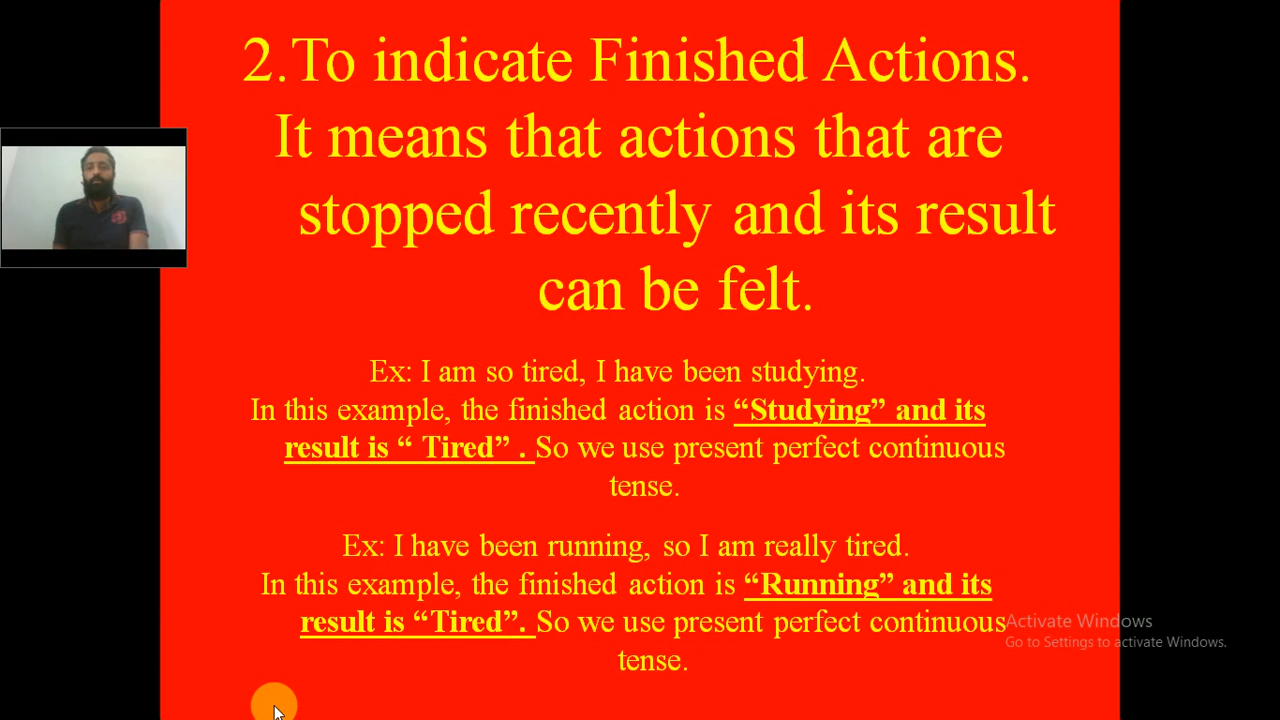 2.To indicate Finished Actions.
It means that actions that are
stopped recently and its result
can be felt.
Ex: I am so tired, I have been studying.
In this example, the finished action is “Studying” and its
result is “ Tired” . So we use present perfect continuous
tense.
Ex: I have been running, so I am really tired.
In this example, the finished action is “Running” and its
result is “Tired”. So we use present perfect continuous
tense.
Activate Windows
Go to Settings to activate Windows.